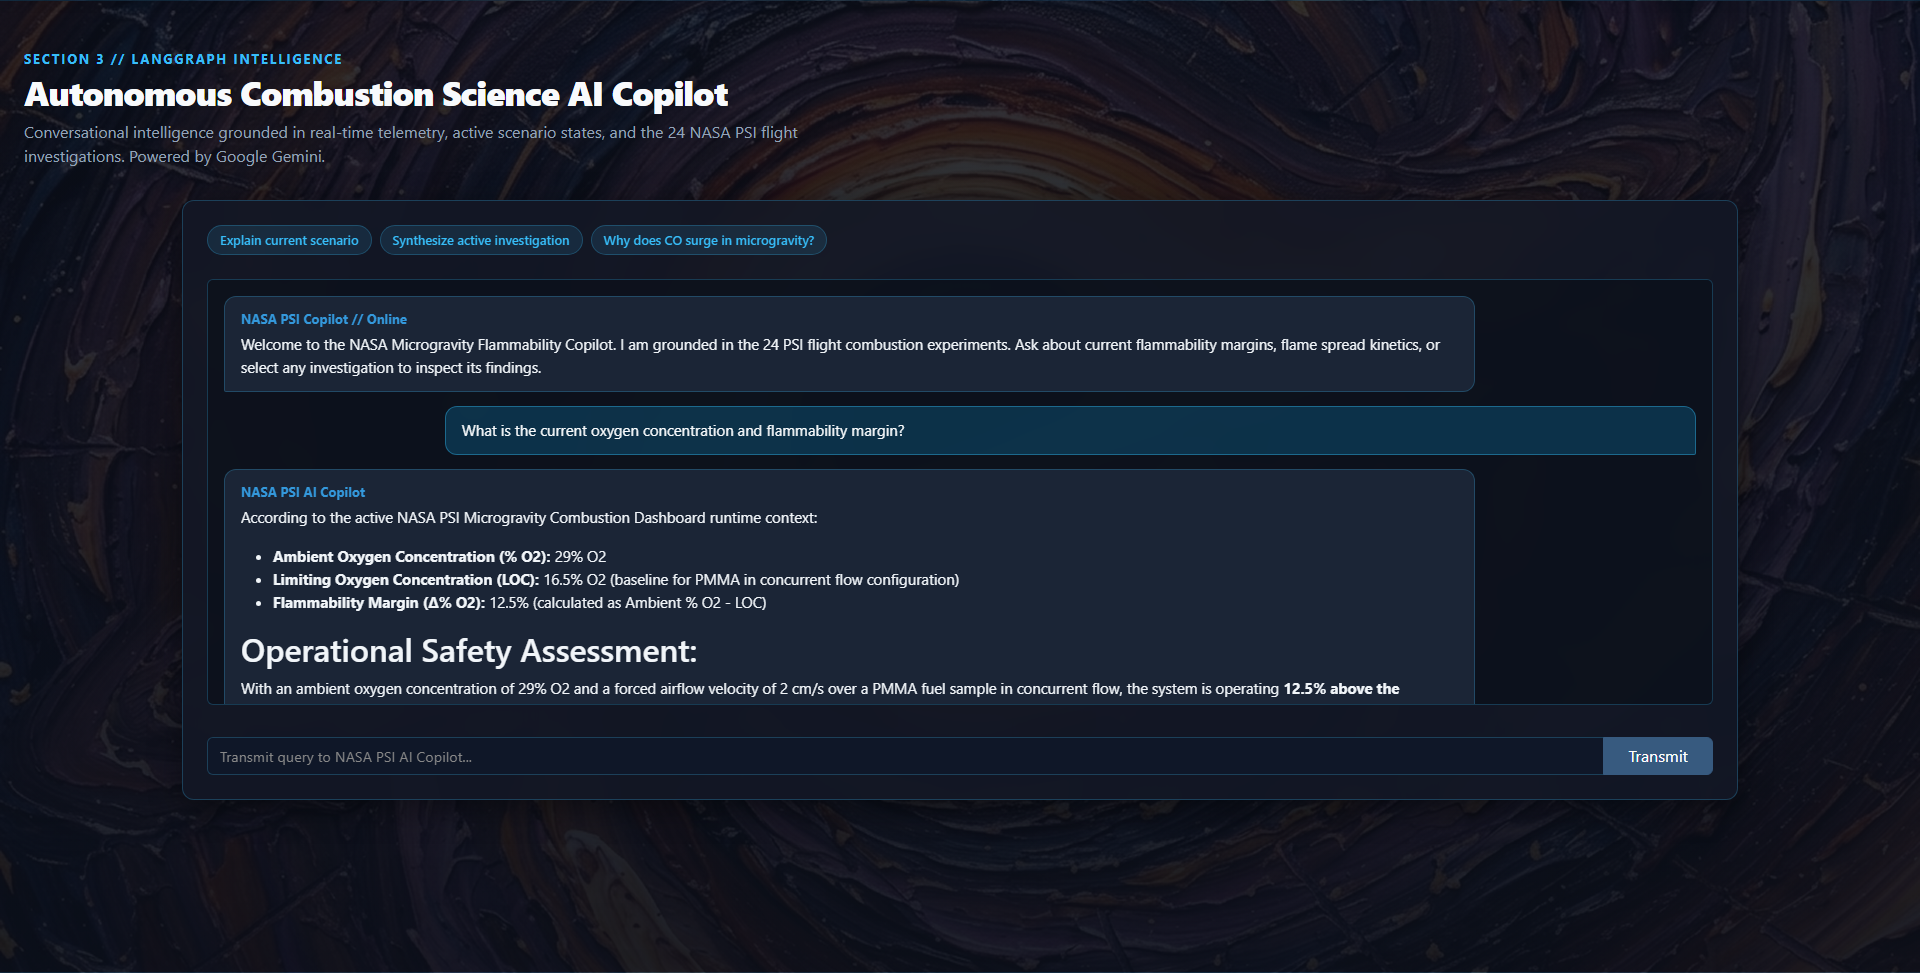 SECTION 3 // LANGGRAPH INTELLIGENCE
Autonomous Combustion Science AI Copilot
Conversational intelligence grounded in real-time telemetry, active scenario states, and the 24 NASA PSI flight
investigations. Powered by Google Gemini.
Explain current scenario
Synthesize active investigation
Why does CO surge in microgravity?
NASA PSI Copilot // Online
Welcome to the NASA Microgravity Flammability Copilot. I am grounded in the 24 PSI flight combustion experiments. Ask about current flammability margins, flame spread kinetics, or
select any investigation to inspect its findings.
What is the current oxygen concentration and flammability margin?
NASA PSI AI Copilot
According to the active NASA PSI Microgravity Combustion Dashboard runtime context:
• Ambient Oxygen Concentration (% O2): 29% O2
• Limiting Oxygen Concentration (LOC): 16.5% O2 (baseline for PMMA in concurrent flow configuration)
• Flammability Margin (Δ% O2): 12.5% (calculated as Ambient % O2 - LOC)
Operational Safety Assessment:
With an ambient oxygen concentration of 29% O2 and a forced airflow velocity of 2 cm/s over a PMMA fuel sample in concurrent flow, the system is operating 12.5% above the
Transmit query to NASA PSI AI Copilot...
Transmit